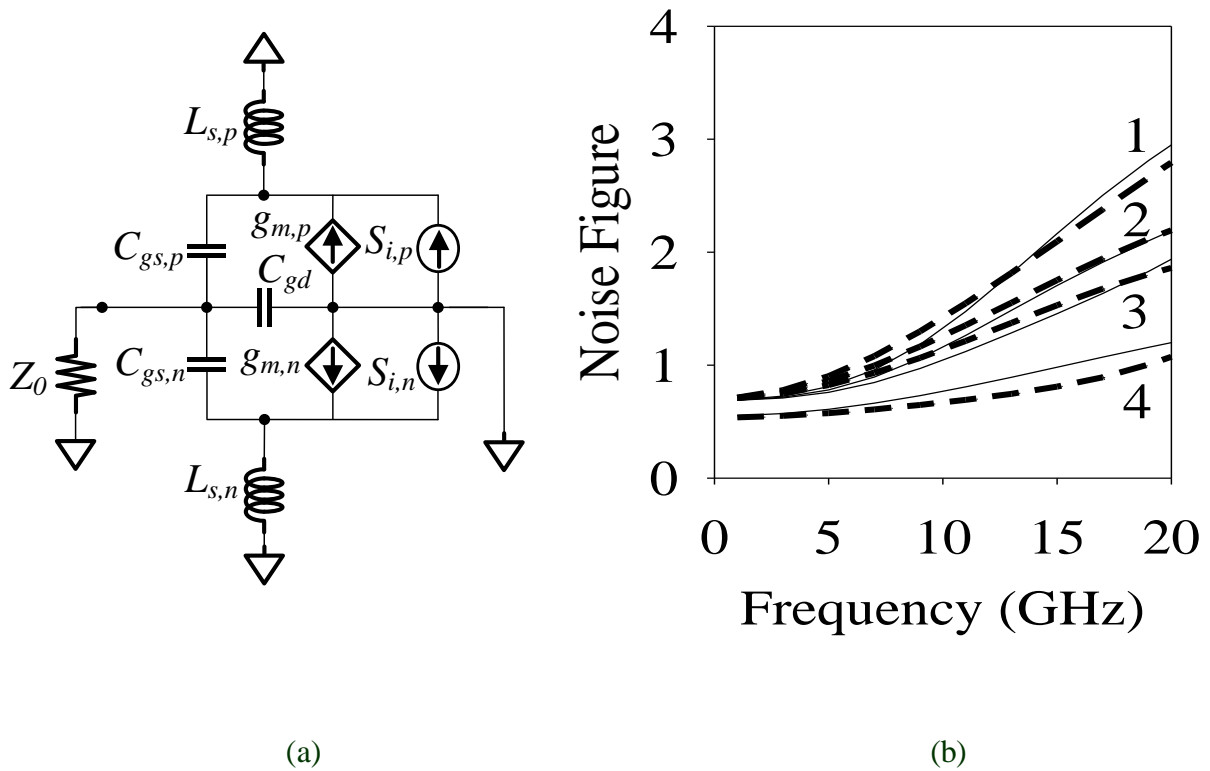 L_{s,p}
g_{m,p}
S_{i,p}
C_{gs,p}
C_{gd}
Z_0
C_{gs,n}
g_{m,n}
S_{i,n}
L_{s,n}
(a)
Noise Figure
4
3
2
1
0
1
2
3
4
0 5 10 15 20
Frequency (GHz)
(b)